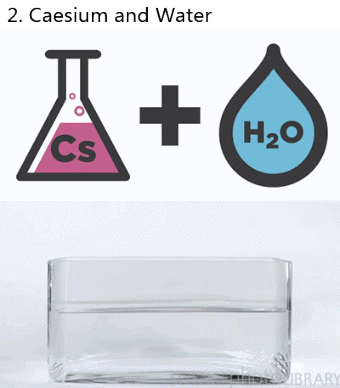 2. Caesium and Water
Cs
H₂O